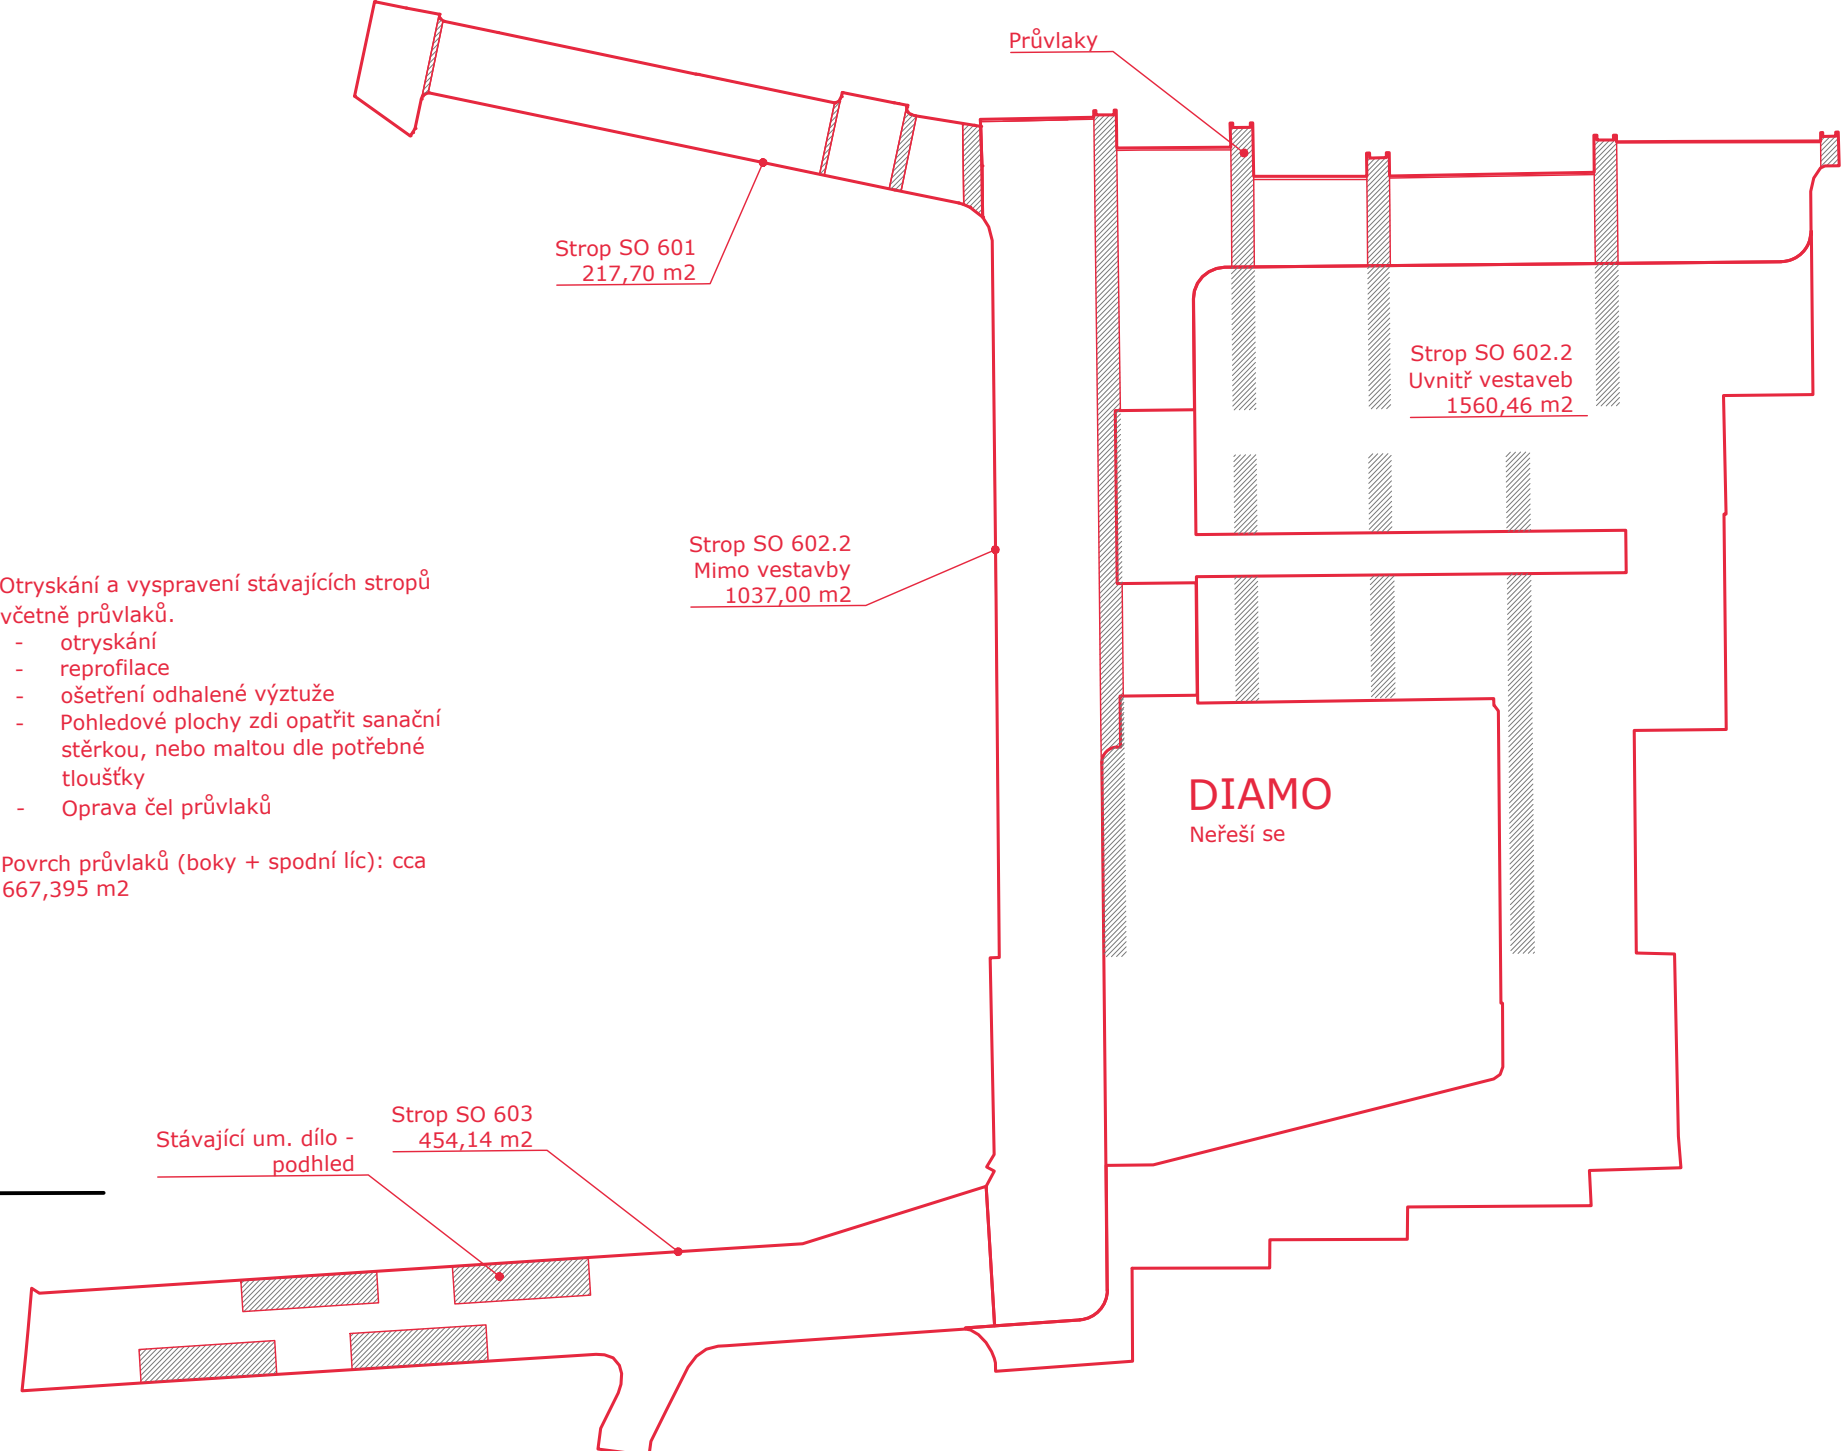 Průvlaky
Strop SO 601
217,70 m2
Strop SO 602.2
Uvnitř vestaveb
1560,46 m2
Strop SO 602.2
Mimo vestavby
1037,00 m2
Otryskání a vyspravení stávajících stropů
včetně průvlaků.
- otryskání
- reprofilace
- ošetření odhalené výztuže
- Pohledové plochy zdi opatřit sanační
stěrkou, nebo maltou dle potřebné
tloušťky
- Oprava čel průvlaků
Povrch průvlaků (boky + spodní líc): cca
667,395 m2
DIAMO
Neřeší se
Strop SO 603
454,14 m2
Stávající um. dílo -
podhled